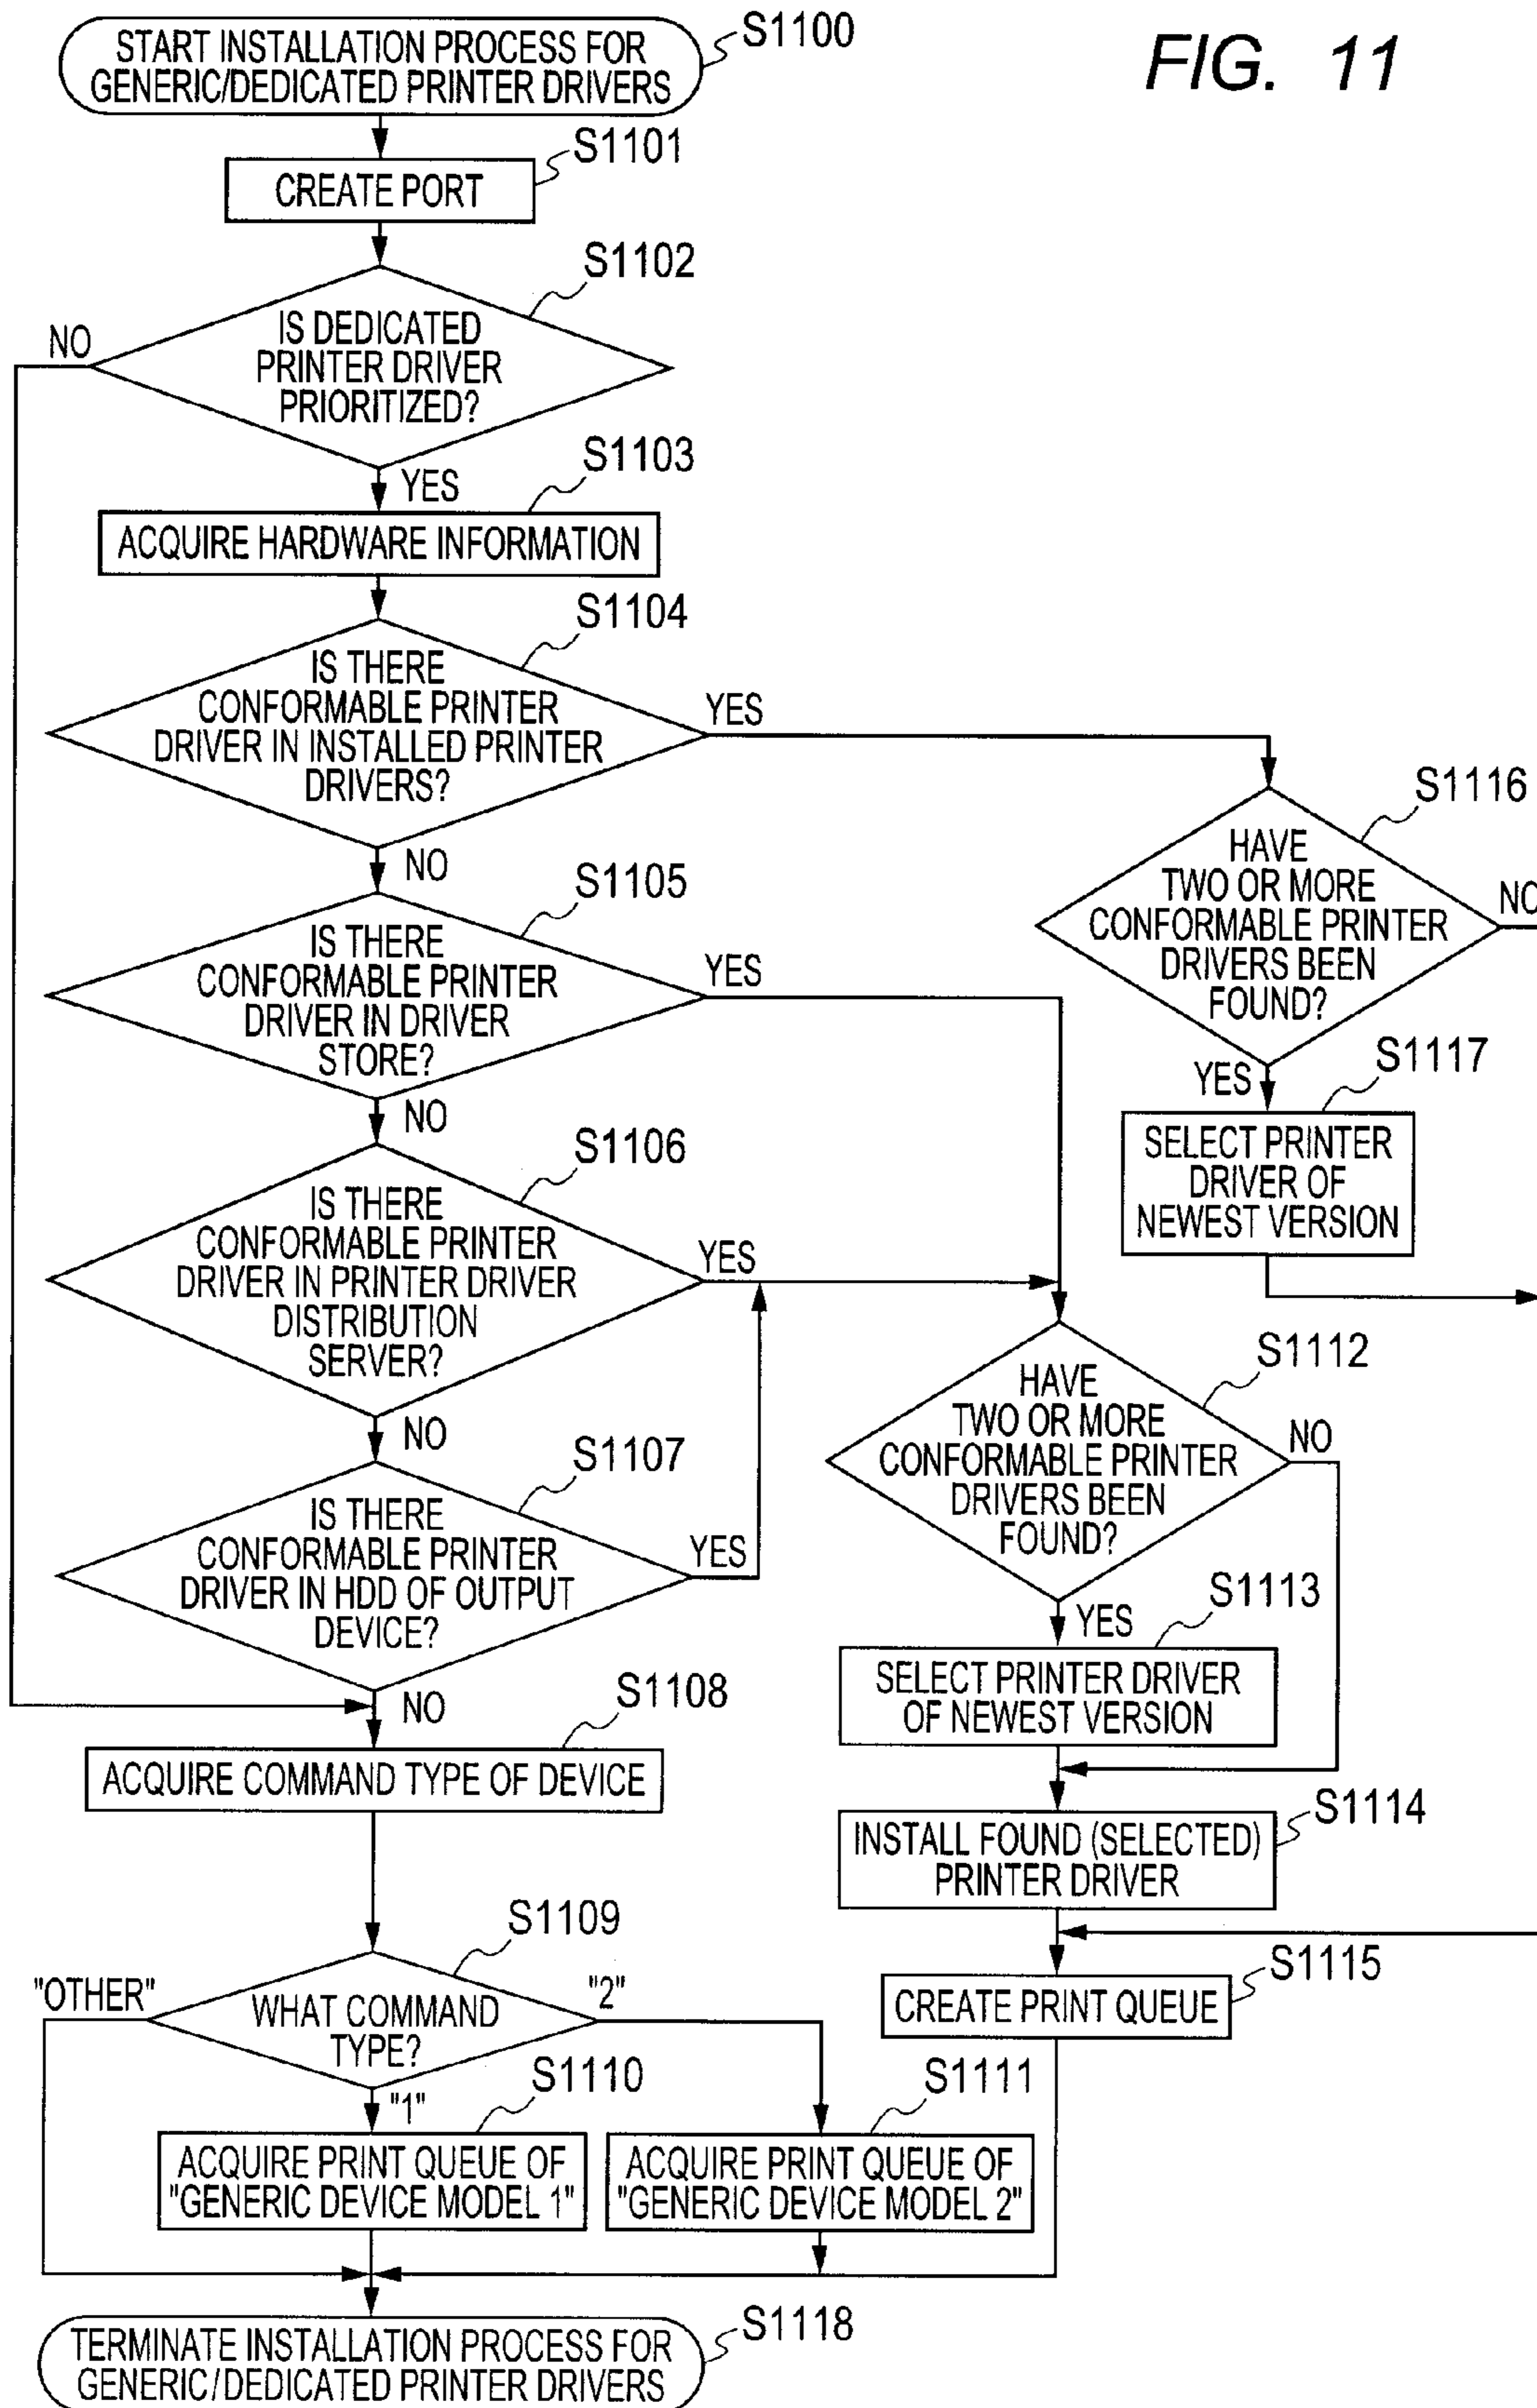 FIG. 11
S1100
START INSTALLATION PROCESS FOR
GENERIC/DEDICATED PRINTER DRIVERS
S1101
CREATE PORT
S1102
IS DEDICATED
PRINTER DRIVER
PRIORITIZED?
NO
YES
S1103
ACQUIRE HARDWARE INFORMATION
S1104
IS THERE
CONFORMABLE PRINTER
DRIVER IN INSTALLED PRINTER
DRIVERS?
YES
NO
S1116
HAVE
TWO OR MORE
CONFORMABLE PRINTER
DRIVERS BEEN
FOUND?
NO
YES
S1117
SELECT PRINTER
DRIVER OF
NEWEST VERSION
S1105
IS THERE
CONFORMABLE PRINTER
DRIVER IN DRIVER
STORE?
YES
NO
S1106
IS THERE
CONFORMABLE PRINTER
DRIVER IN PRINTER DRIVER
DISTRIBUTION
SERVER?
YES
NO
S1107
IS THERE
CONFORMABLE PRINTER
DRIVER IN HDD OF OUTPUT
DEVICE?
YES
NO
S1112
HAVE
TWO OR MORE
CONFORMABLE PRINTER
DRIVERS BEEN
FOUND?
NO
YES
S1113
SELECT PRINTER DRIVER
OF NEWEST VERSION
S1108
ACQUIRE COMMAND TYPE OF DEVICE
S1114
INSTALL FOUND (SELECTED)
PRINTER DRIVER
S1109
WHAT COMMAND
TYPE?
"OTHER"
"2"
"1"
S1115
CREATE PRINT QUEUE
S1110
ACQUIRE PRINT QUEUE OF
"GENERIC DEVICE MODEL 1"
S1111
ACQUIRE PRINT QUEUE OF
"GENERIC DEVICE MODEL 2"
S1118
TERMINATE INSTALLATION PROCESS FOR
GENERIC/DEDICATED PRINTER DRIVERS